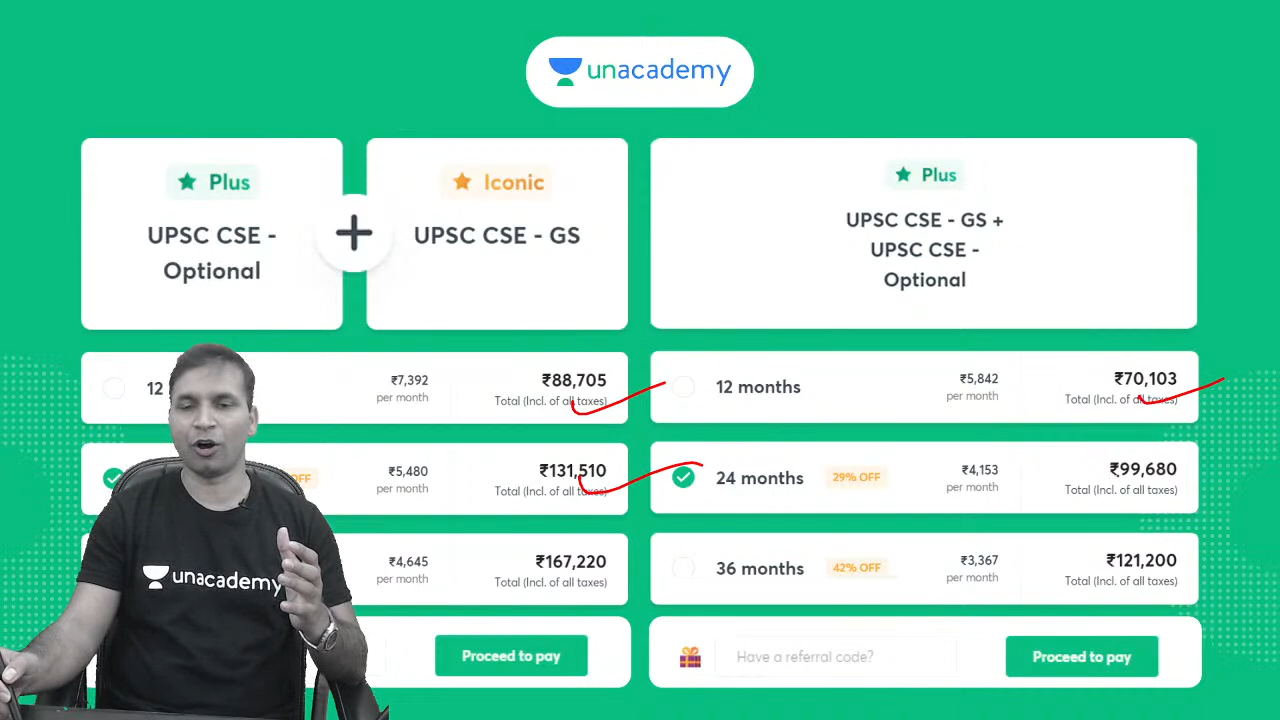 unacademy
Plus
UPSC CSE -
Optional
Iconic
UPSC CSE - GS
Plus
UPSC CSE - GS +
UPSC CSE -
Optional
12
₹7,392
per month
₹88,705
Total (Incl. of all taxes)
OFF
₹5,480
per month
₹131,510
Total (Incl. of all taxes)
₹4,645
per month
₹167,220
Total (Incl. of all taxes)
Proceed to pay
12 months
₹5,842
per month
₹70,103
Total (Incl. of all taxes)
24 months
29% OFF
₹4,153
per month
₹99,680
Total (Incl. of all taxes)
36 months
42% OFF
₹3,367
per month
₹121,200
Total (Incl. of all taxes)
Have a referral code?
Proceed to pay
unacademy